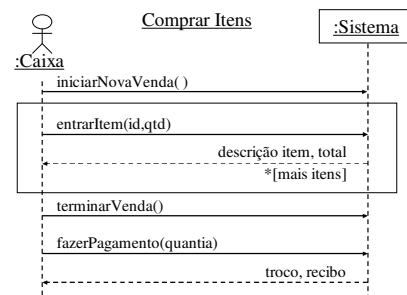 Comprar Itens
:Sistema
:Caixa
iniciarNovaVenda( )
entrarItem(id,qtd)
descrição item, total
*[mais itens]
terminarVenda()
fazerPagamento(quantia)
troco, recibo